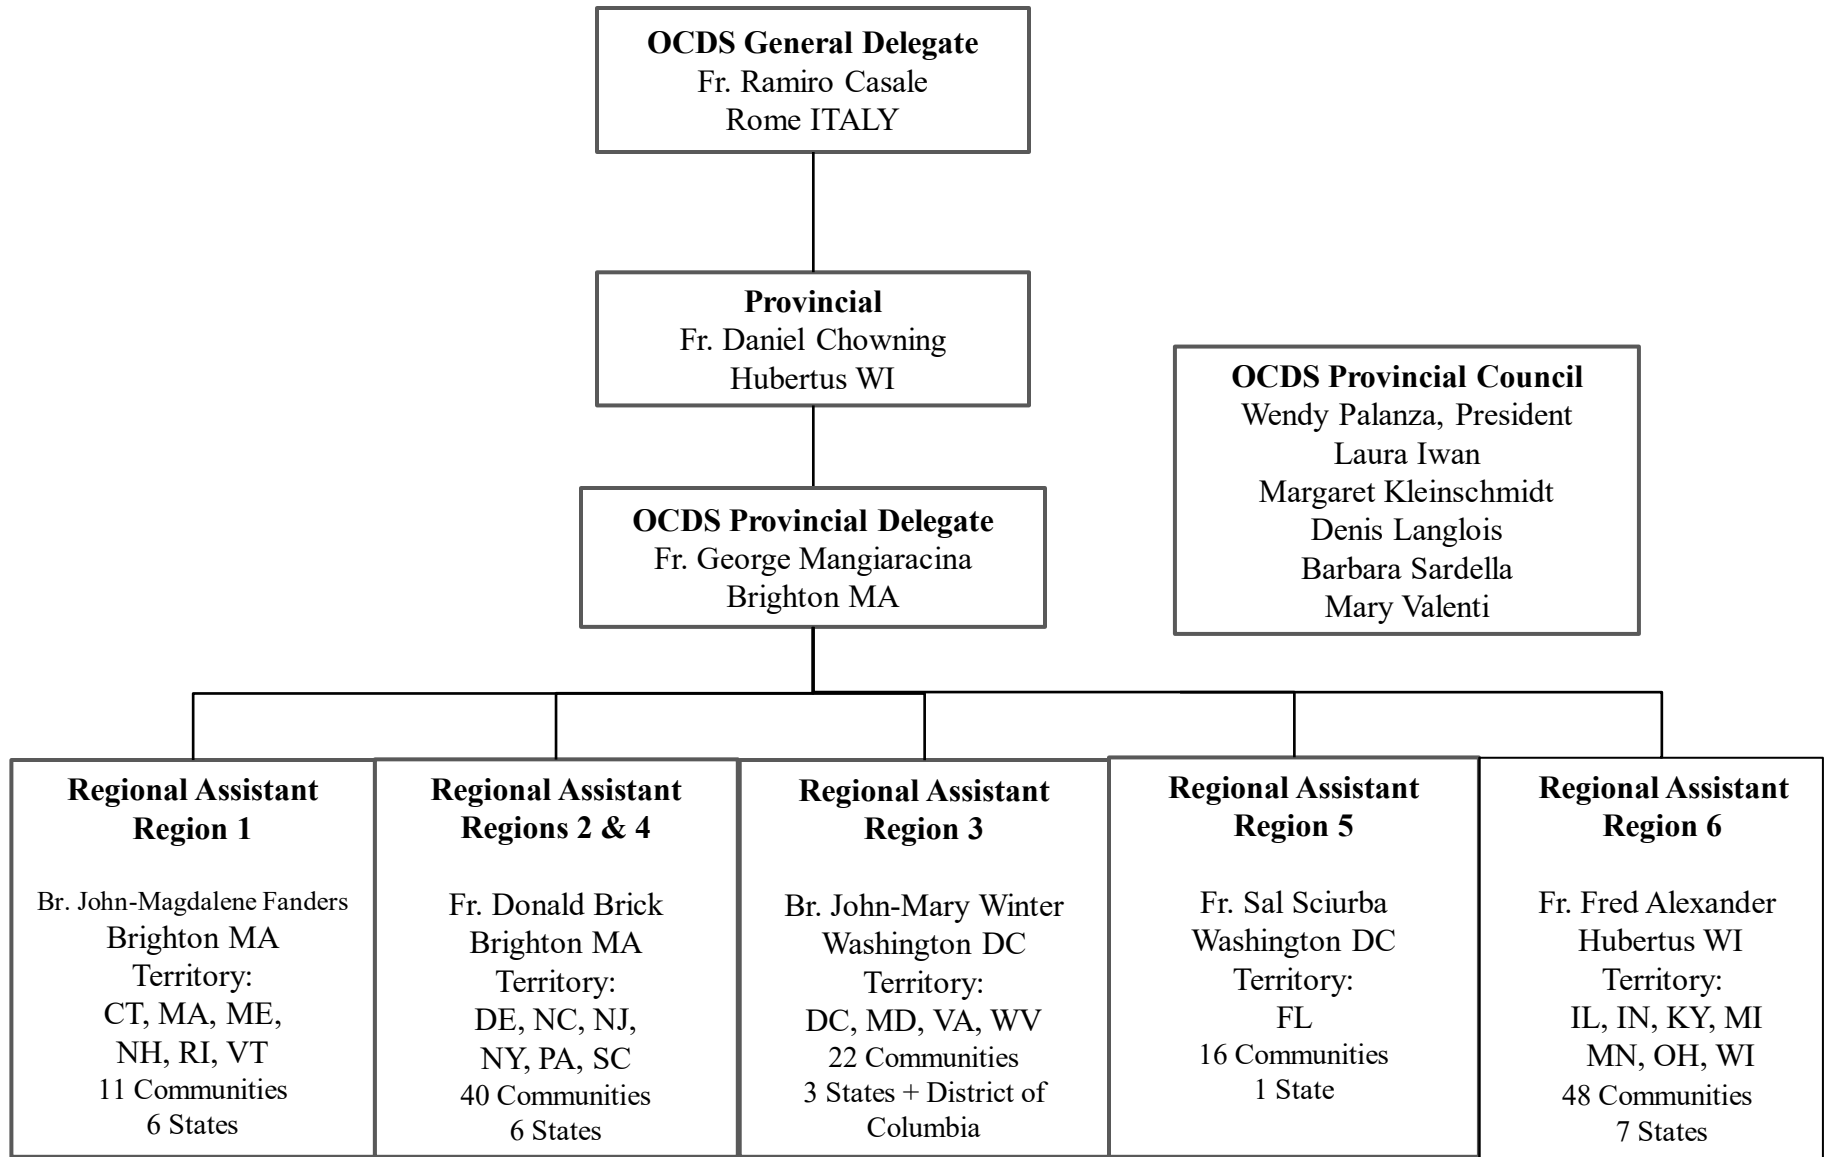 OCDS General Delegate
Fr. Ramiro Casale
Rome ITALY
Provincial
Fr. Daniel Chowning
Hubertus WI
OCDS Provincial Council
Wendy Palanza, President
Laura Iwan
Margaret Kleinschmidt
Denis Langlois
Barbara Sardella
Mary Valenti
OCDS Provincial Delegate
Fr. George Mangiaracina
Brighton MA
Regional Assistant
Region 1
Br. John-Magdalene Fanders
Brighton MA
Territory:
CT, MA, ME,
NH, RI, VT
11 Communities
6 States
Regional Assistant
Regions 2 & 4
Fr. Donald Brick
Brighton MA
Territory:
DE, NC, NJ,
NY, PA, SC
40 Communities
6 States
Regional Assistant
Region 3
Br. John-Mary Winter
Washington DC
Territory:
DC, MD, VA, WV
22 Communities
3 States + District of
Columbia
Regional Assistant
Region 5
Fr. Sal Sciurba
Washington DC
Territory:
FL
16 Communities
1 State
Regional Assistant
Region 6
Fr. Fred Alexander
Hubertus WI
Territory:
IL, IN, KY, MI
MN, OH, WI
48 Communities
7 States